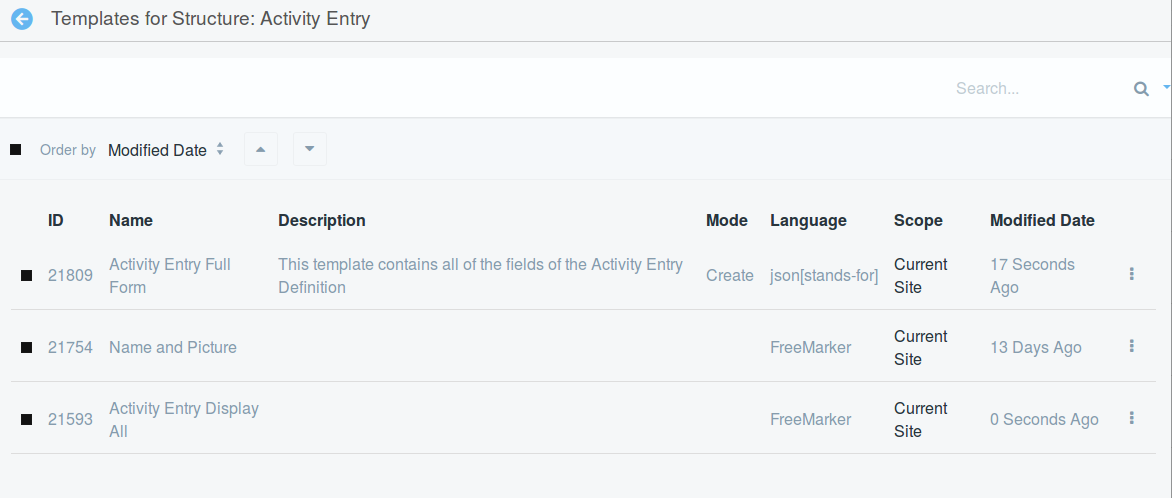 Templates for Structure: Activity Entry
Search...
Order by Modified Date
ID Name Description Mode Language Scope Modified Date
21809 Activity Entry Full Form This template contains all of the fields of the Activity Entry Definition Create json[stands-for] Current Site 17 Seconds Ago
21754 Name and Picture FreeMarker Current Site 13 Days Ago
21593 Activity Entry Display All FreeMarker Current Site 0 Seconds Ago